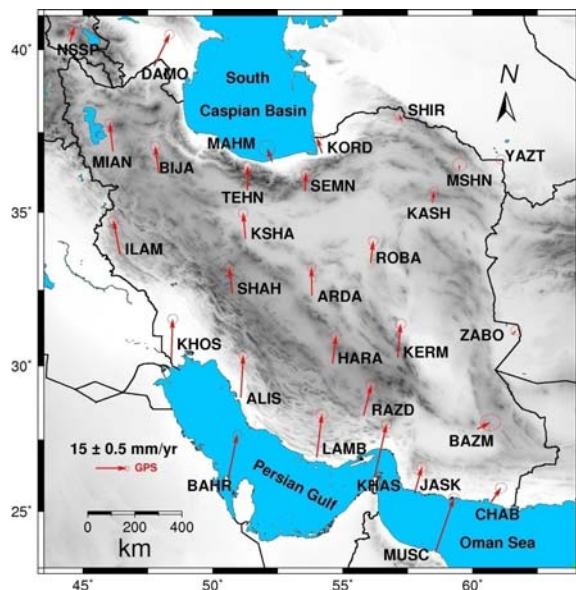 40°
NSSP
DAMO
South
Caspian Basin
N
SHIR
MAHM
KORD
YAZT
MIAN
BIJA
MSHN
TEHN
SEMN
KASH
35°
KSHA
ILAM
ROBA
SHAH
ARDA
KHOS
ZABO
30°
HARA
KERM
ALIS
RAZD
15 ± 0.5 mm/yr
GPS
LAMB
BAZM
BAHR
Persian Gulf
KHAS
JASK
25°
CHAB
0 200 400
km
MUSC
Oman Sea
45° 50° 55° 60°